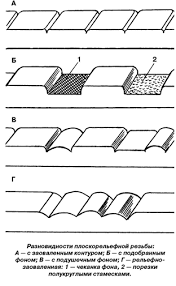 А
Б
1
2
В
Г
Разновидности плоскорельефной резьбы:
А — с заоваленным контуром; Б — с подобранным
фоном; В — с подушечным фоном; Г — рельефно-
заоваленная: 1 — чеканка фона, 2 — порезки
полукруглыми стамесками.